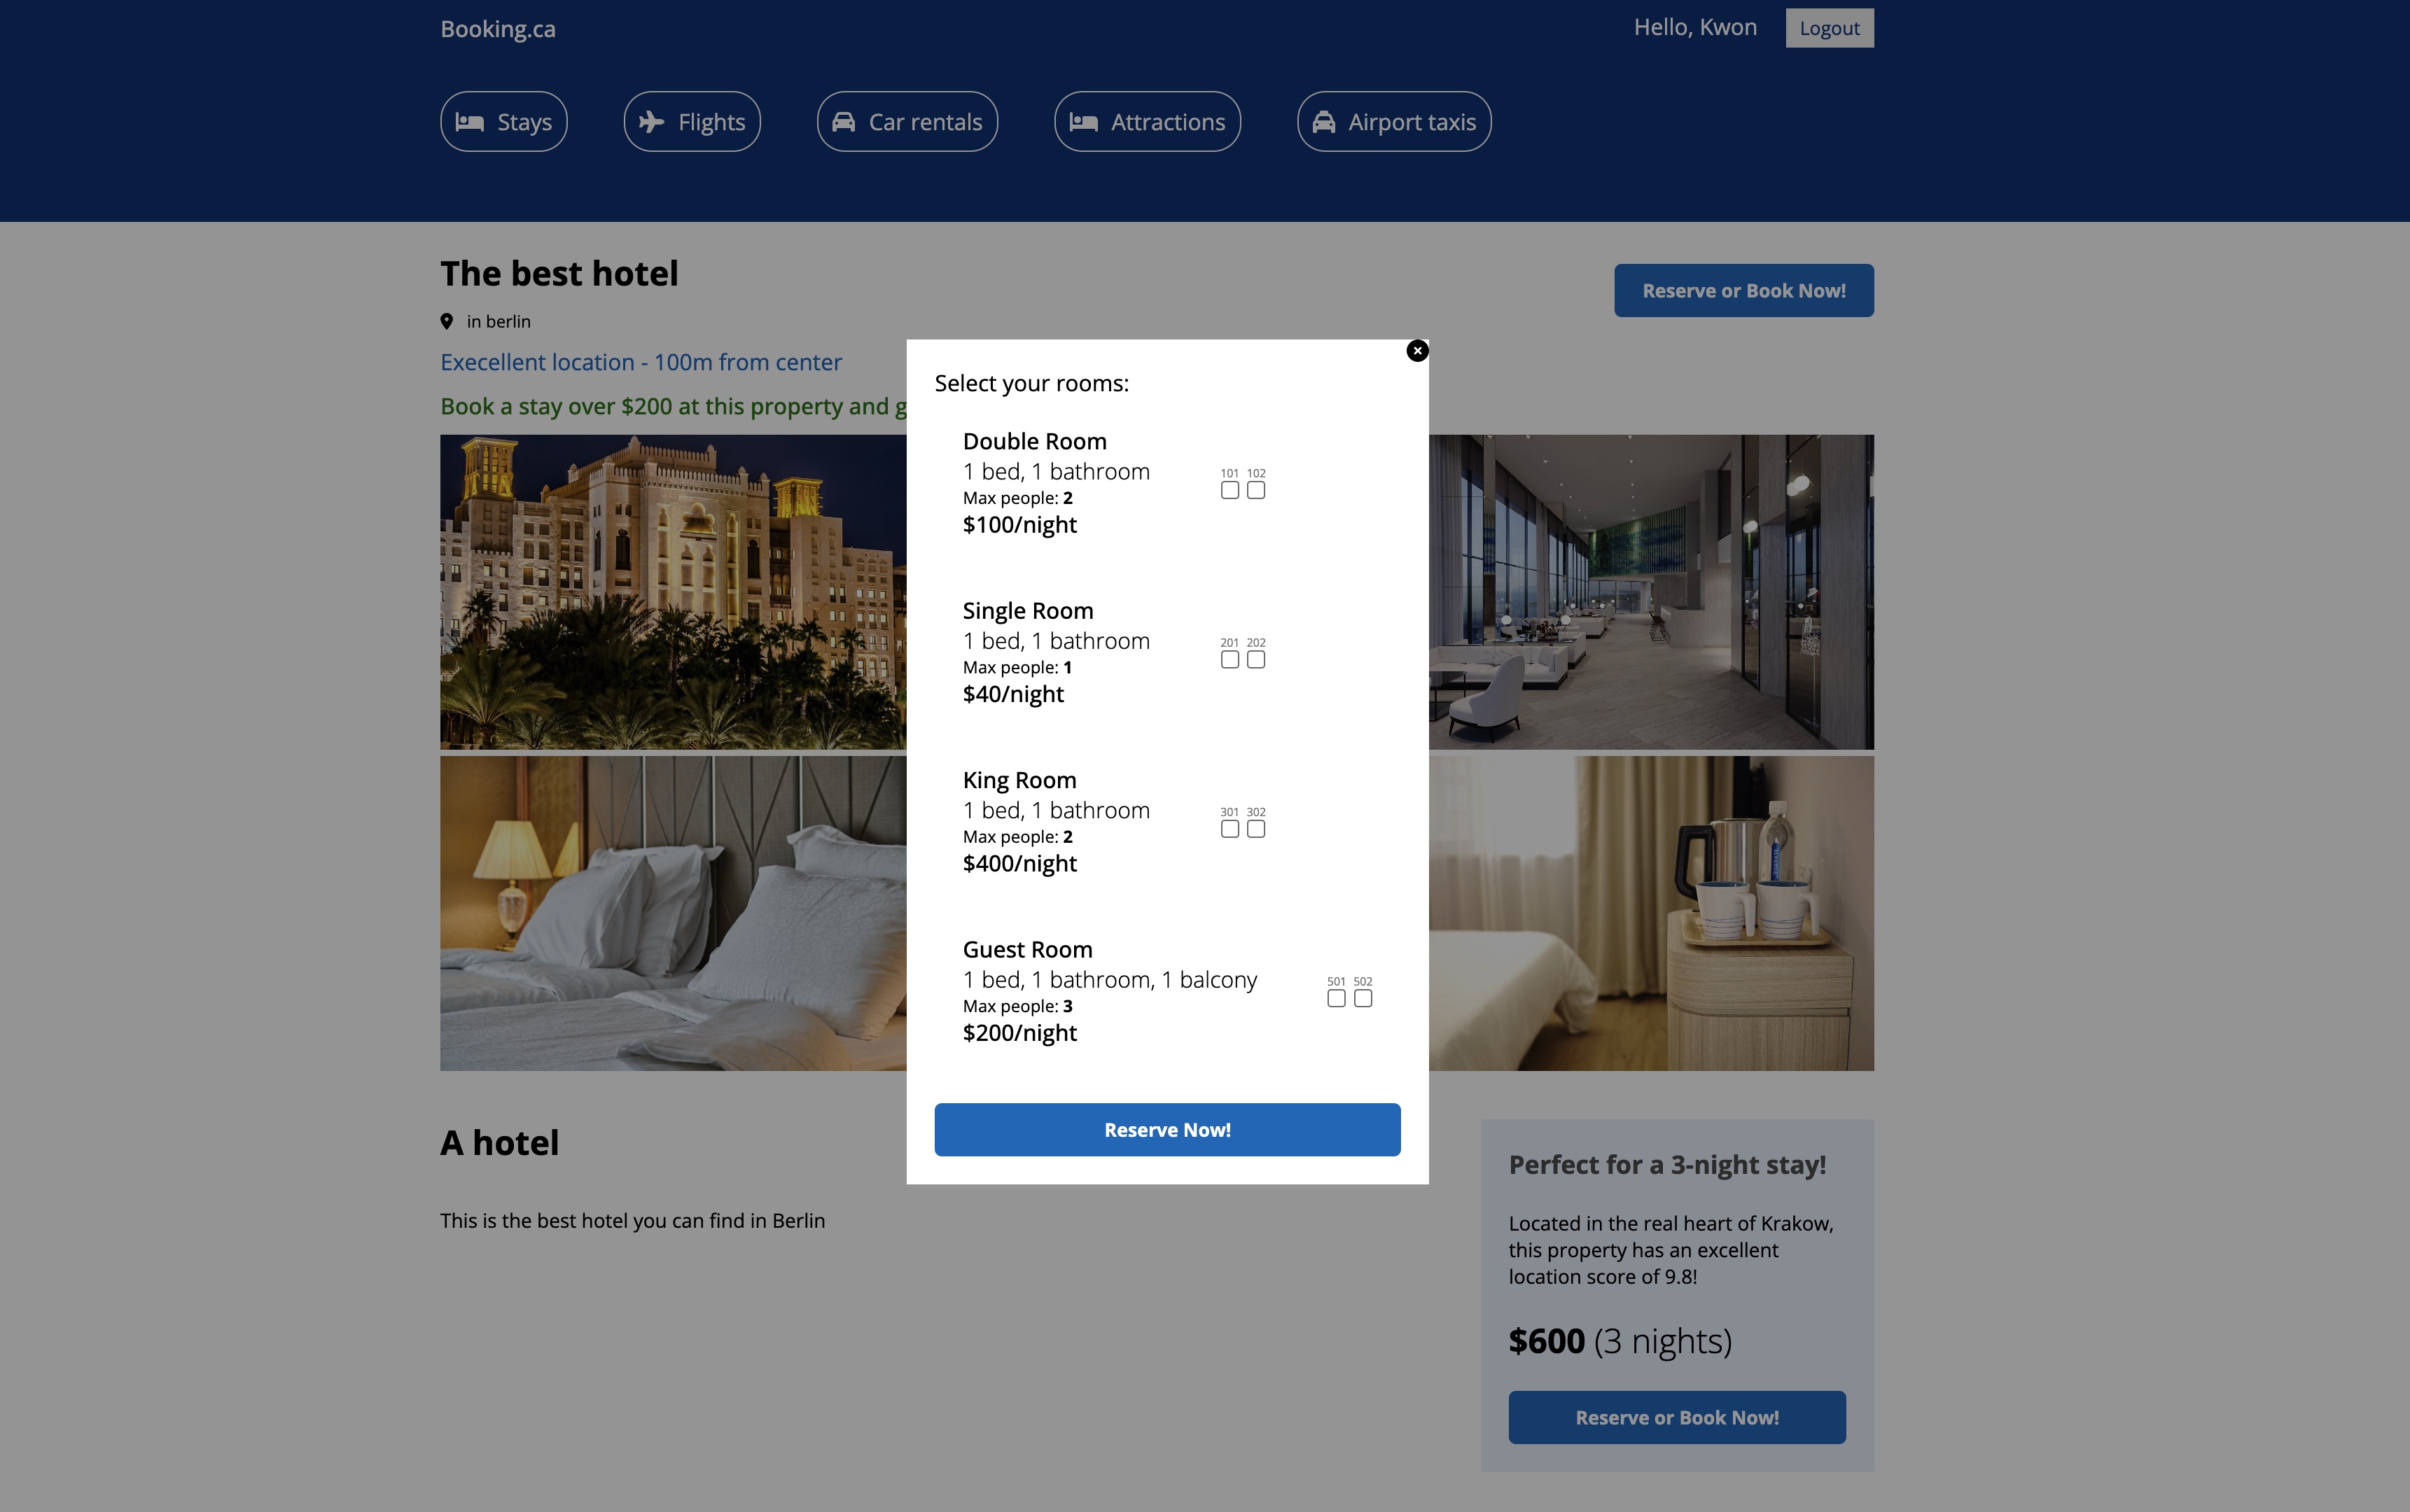 Booking.ca
Hello, Kwon
Logout
Stays
Flights
Car rentals
Attractions
Airport taxis
The best hotel
Reserve or Book Now!
in berlin
Execellent location - 100m from center
Book a stay over $200 at this property and g
Select your rooms:
Double Room
1 bed, 1 bathroom
Max people: 2
$100/night
101 102
Single Room
1 bed, 1 bathroom
Max people: 1
$40/night
201 202
King Room
1 bed, 1 bathroom
Max people: 2
$400/night
301 302
Guest Room
1 bed, 1 bathroom, 1 balcony
Max people: 3
$200/night
501 502
Reserve Now!
A hotel
This is the best hotel you can find in Berlin
Perfect for a 3-night stay!
Located in the real heart of Krakow,
this property has an excellent
location score of 9.8!
$600 (3 nights)
Reserve or Book Now!